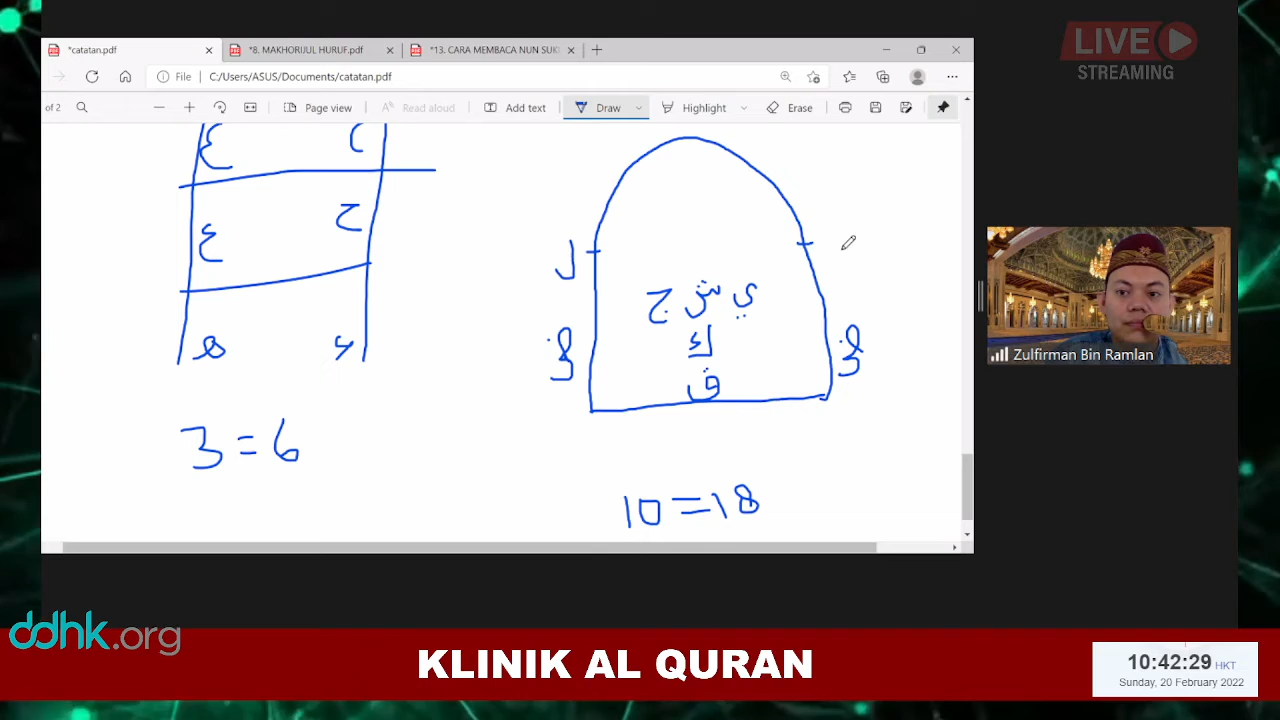 LIVE
STREAMING
*catatan.pdf
*8. MAKHORIJUL HURUF.pdf
*13. CARA MEMBACA NUN SUK
File
C:/Users/ASUS/Documents/catatan.pdf
of 2
Page view
Read aloud
Add text
Draw
Highlight
Erase
غ خ
ع ح
ه ء
3=6
ل
ج ش ي
ض ك ض
ق
10=18
Zulfirman Bin Ramlan
ddhk.org
KLINIK AL QURAN
10:42:29 HKT
Sunday, 20 February 2022